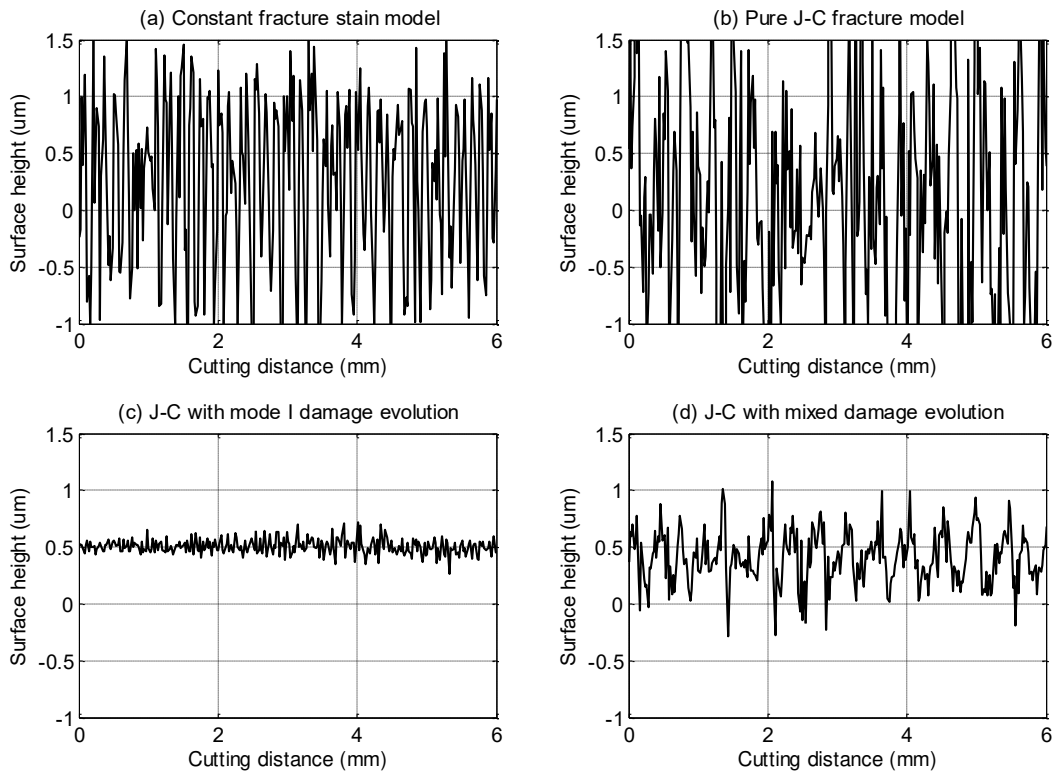 (a) Constant fracture stain model
1.5
1
0.5
0
-0.5
-1
Surface height (um)
0 2 4 6
Cutting distance (mm)
(b) Pure J-C fracture model
1.5
1
0.5
0
-0.5
-1
Surface height (um)
0 2 4 6
Cutting distance (mm)
(c) J-C with mode I damage evolution
1.5
1
0.5
0
-0.5
-1
Surface height (um)
0 2 4 6
Cutting distance (mm)
(d) J-C with mixed damage evolution
1.5
1
0.5
0
-0.5
-1
Surface height (um)
0 2 4 6
Cutting distance (mm)